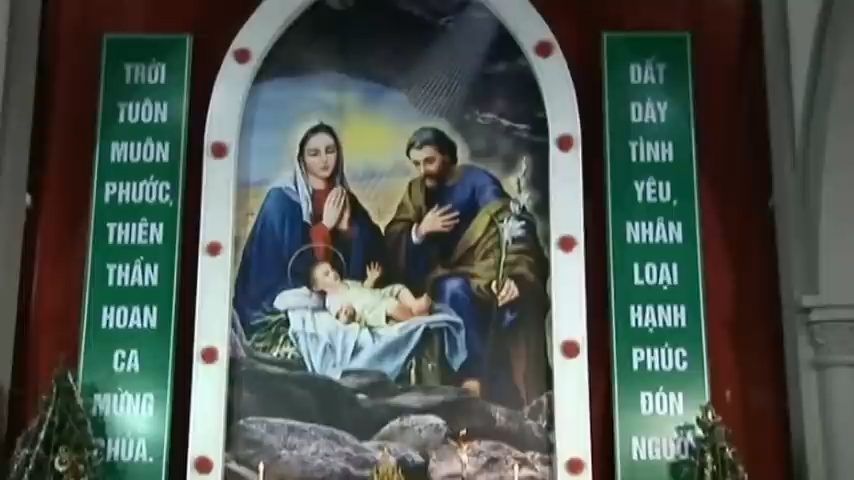 TRỜI
TUÔN
MUÔN
PHƯỚC,
THIÊN
THẦN
HOAN
CA
MỪNG
CHÚA.
ĐẤT
DẬY
TÌNH
YÊU,
NHÂN
LOẠI
HẠNH
PHÚC
ĐÓN
NGƯỜI